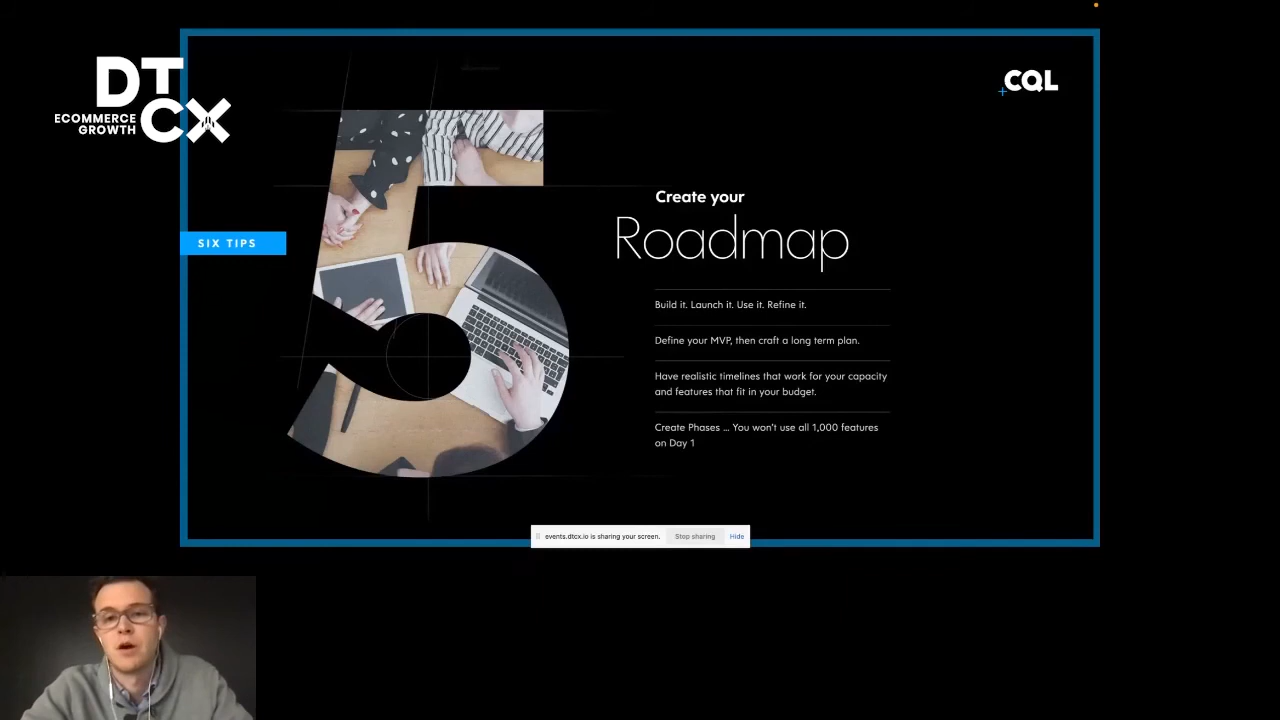 DT
CX
ECOMMERCE
GROWTH
CQL
SIX TIPS
5
Create your
Roadmap
Build it. Launch it. Use it. Refine it.
Define your MVP, then craft a long term plan.
Have realistic timelines that work for your capacity
and features that fit in your budget.
Create Phases ... You won't use all 1,000 features
on Day 1
events.dtcx.io is sharing your screen.
Stop sharing
Hide